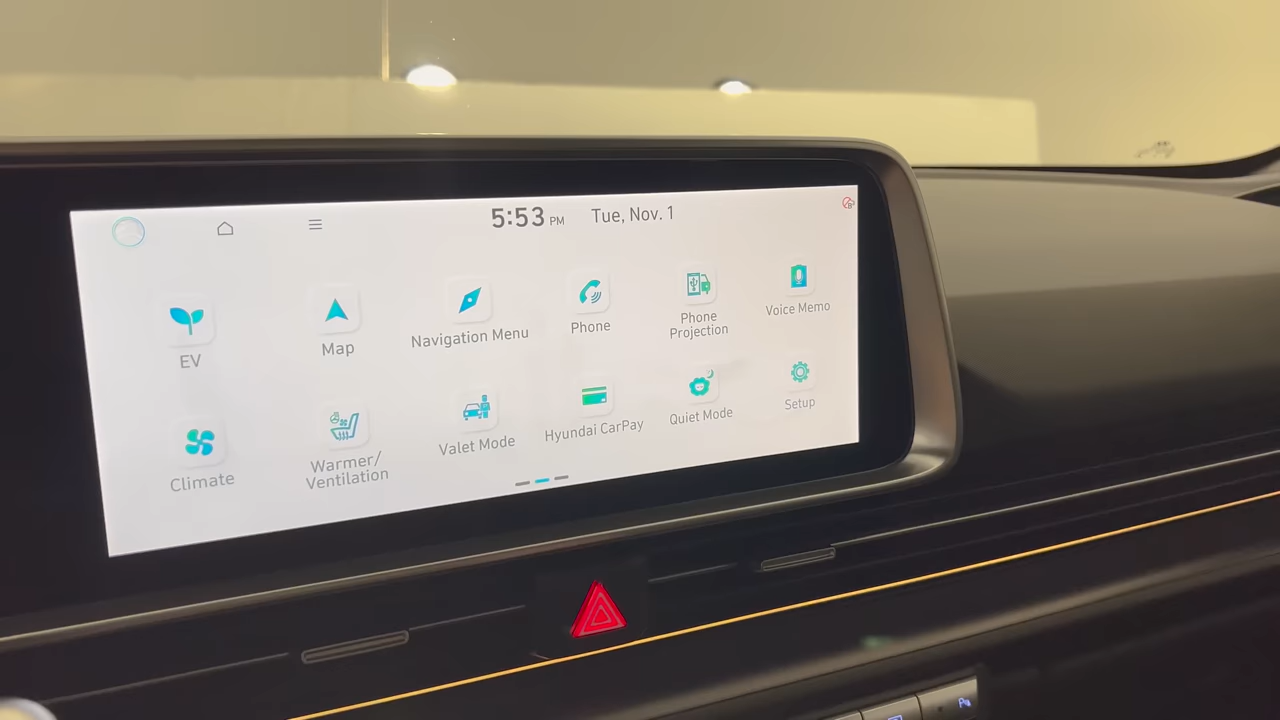 5:53 PM Tue, Nov. 1
EV
Map
Navigation Menu
Phone
Phone
Projection
Voice Memo
Climate
Warmer/
Ventilation
Valet Mode
Hyundai CarPay
Quiet Mode
Setup